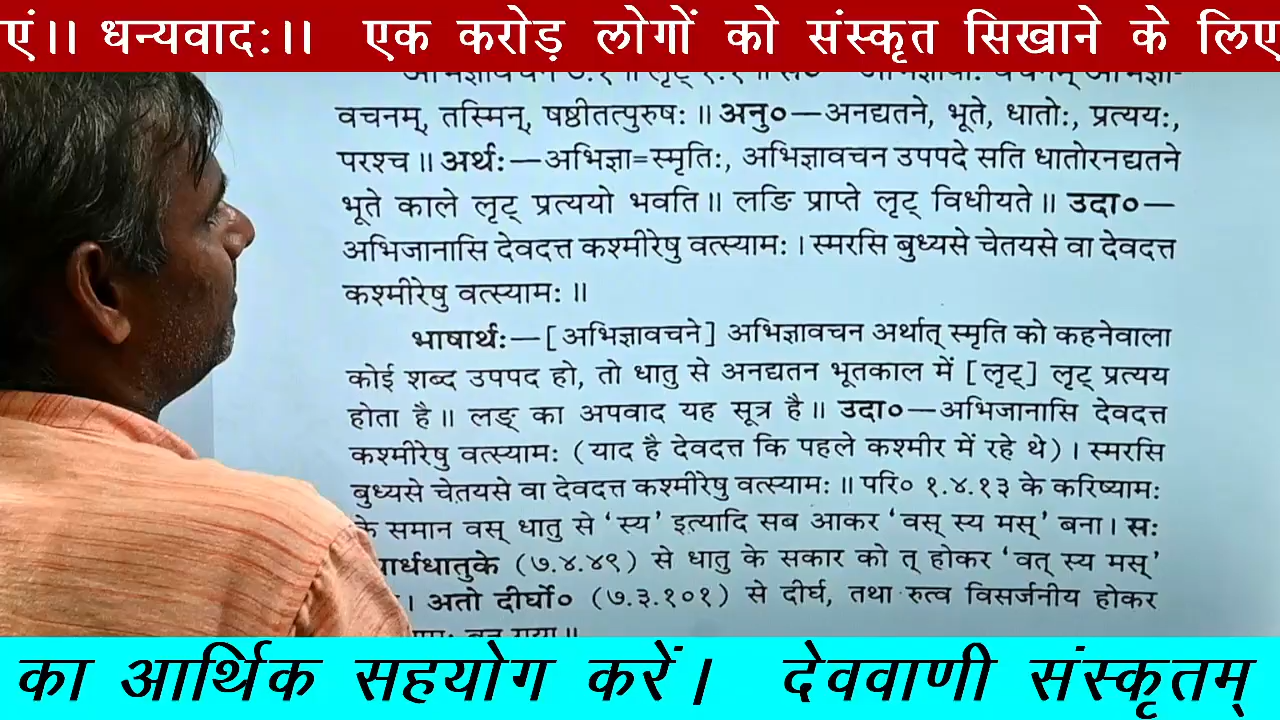 एं।। धन्यवादः।। एक करोड़ लोगों को संस्कृत सिखाने के लिए
वचनम्, तस्मिन्, षष्ठीतत्पुरुषः ॥ अनु०—अनद्यतने, भूते, धातोः, प्रत्ययः,
परश्च ॥ अर्थः—अभिज्ञा=स्मृतिः, अभिज्ञावचन उपपदे सति धातोरनद्यतने
भूते काले लृट् प्रत्ययो भवति ॥ लङि प्राप्ते लृट् विधीयते ॥ उदा०—
अभिजानासि देवदत्त कश्मीरेषु वत्स्यामः । स्मरसि बुध्यसे चेतयसे वा देवदत्त
कश्मीरेषु वत्स्यामः ॥
भाषार्थः—[अभिज्ञावचने] अभिज्ञावचन अर्थात् स्मृति को कहनेवाला
कोई शब्द उपपद हो, तो धातु से अनद्यतन भूतकाल में [लृट्] लृट् प्रत्यय
होता है ॥ लङ् का अपवाद यह सूत्र है ॥ उदा०—अभिजानासि देवदत्त
कश्मीरेषु वत्स्यामः (याद है देवदत्त कि पहले कश्मीर में रहे थे) । स्मरसि
बुध्यसे चेतयसे वा देवदत्त कश्मीरेषु वत्स्यामः ॥ परि० १.४.१३ के करिष्यामः
के समान वस् धातु से ‘स्य’ इत्यादि सब आकर ‘वस् स्य मस्’ बना । सः
र्धधातुके (७.४.४९) से धातु के सकार को त् होकर ‘वत् स्य मस्’
। अतो दीर्घो० (७.३.१०१) से दीर्घ, तथा रुत्व विसर्जनीय होकर
का आर्थिक सहयोग करें। देववाणी संस्कृतम्